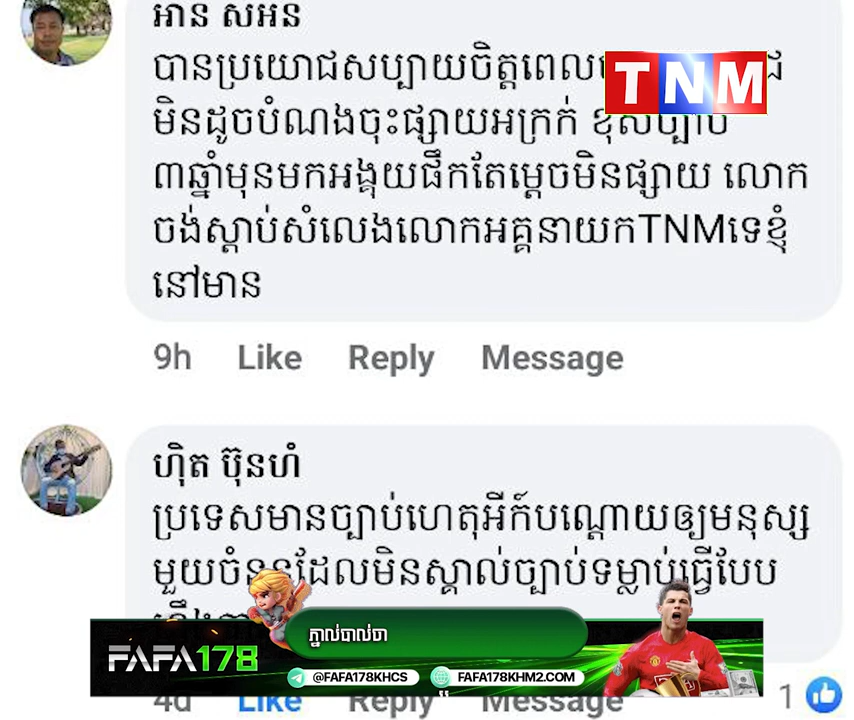 អាន សអន
បានប្រយោជសប្បាយចិត្តពេល
TNM
មិនដូចបំណងចុះផ្សាយអក្រក់ ខុសច្បាប់
៣ឆ្នាំមុនមកអង្គុយផឹកតែម្ដេចមិនផ្សាយ លោក
ចង់ស្ដាប់សំលេងលោកអគ្គនាយកTNMទេខ្ញុំ
នៅមាន
9h Like Reply Message
ហ៊ិត ប៊ុនហំ
ប្រទេសមានច្បាប់ហេតុអីក៍បណ្ដោយឲ្យមនុស្ស
មួយចំនួនដែលមិនស្គាល់ច្បាប់ទម្លាប់ធ្វើបែប
ភ្នាល់បាល់ចា
FAFA178
@FAFA178KHCS
FAFA178KHM2.COM
4d Like Reply Message 1